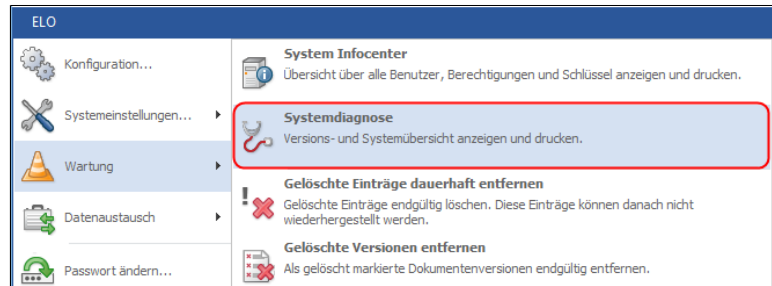 ELO
Konfiguration...
Systemeinstellungen...
Wartung
Datenaustausch
Passwort ändern...
System Infocenter
Übersicht über alle Benutzer, Berechtigungen und Schlüssel anzeigen und drucken.
Systemdiagnose
Versions- und Systemübersicht anzeigen und drucken.
Gelöschte Einträge dauerhaft entfernen
Gelöschte Einträge endgültig löschen. Diese Einträge können danach nicht
wiederhergestellt werden.
Gelöschte Versionen entfernen
Als gelöscht markierte Dokumentenversionen endgültig entfernen.